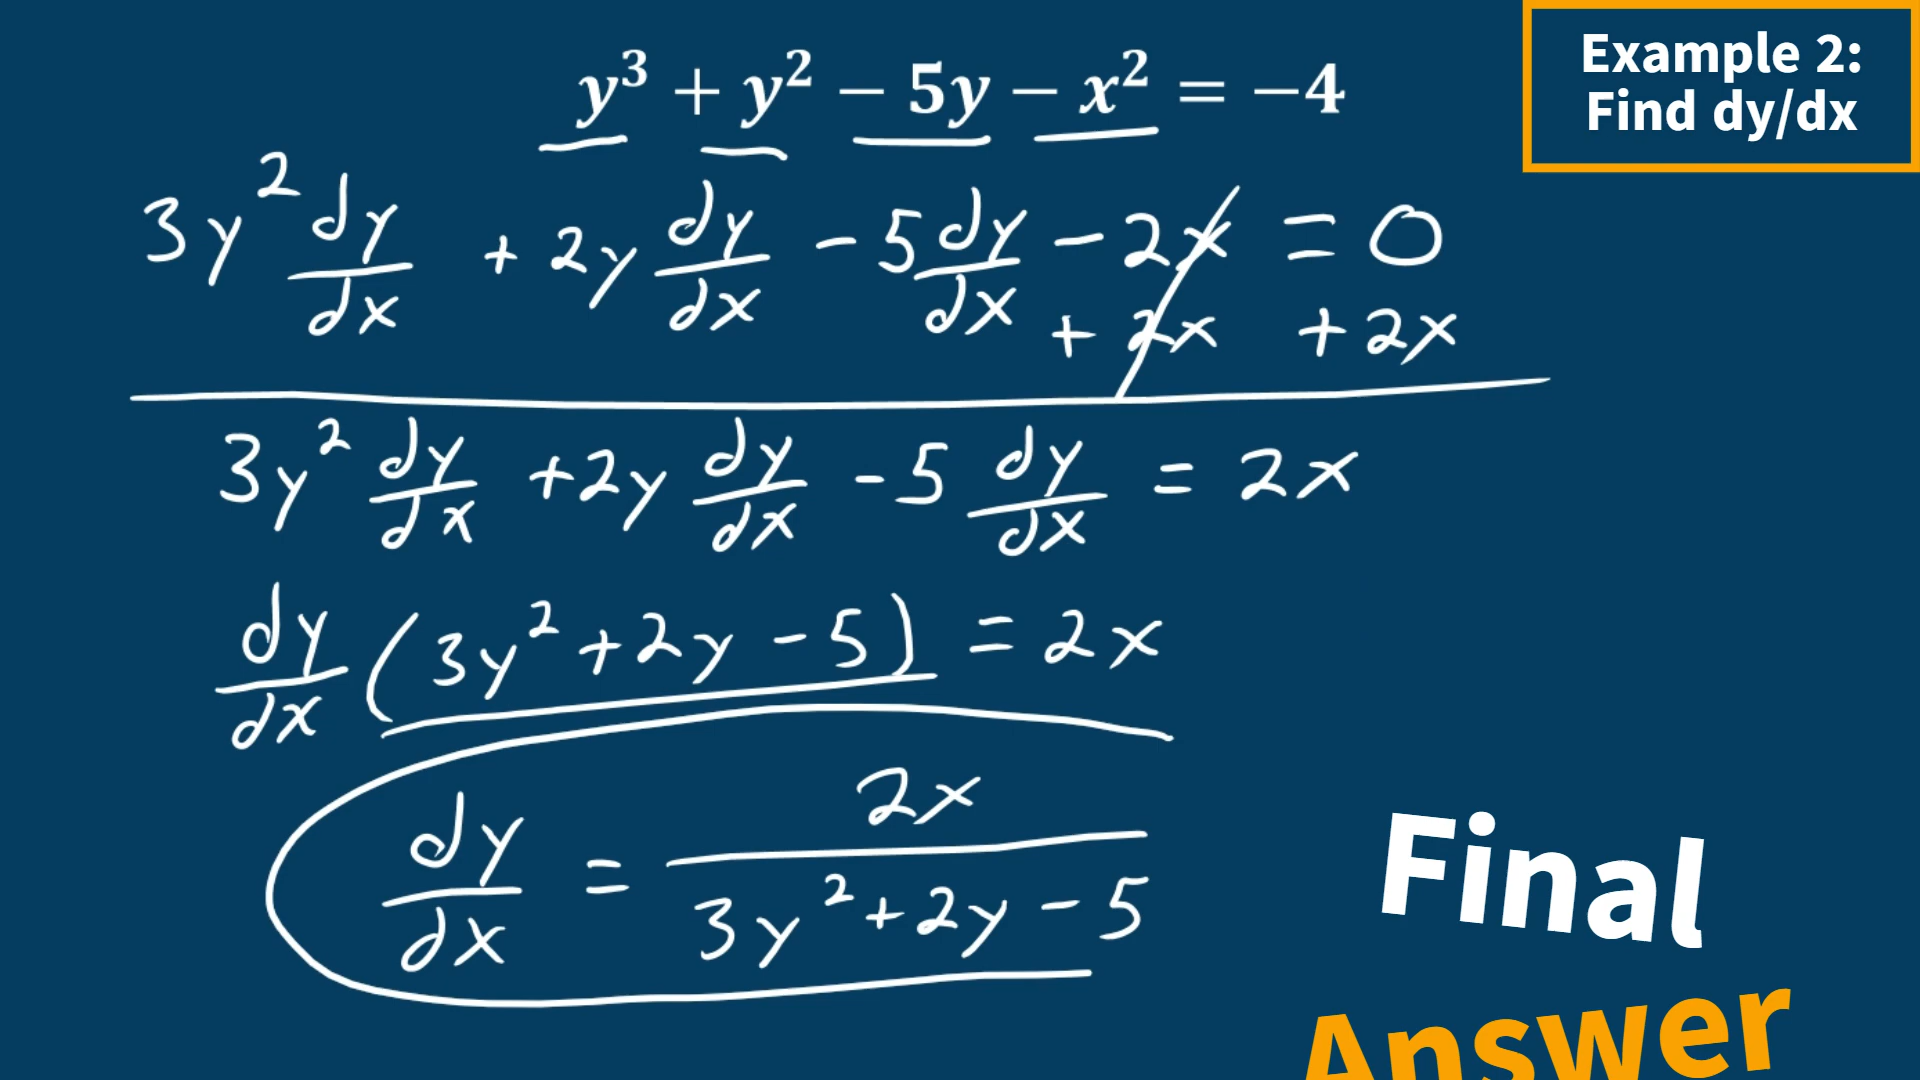 y³ + y² − 5y − x² = −4
Example 2:
Find dy/dx
3y² dy/dx + 2y dy/dx − 5 dy/dx − 2x = 0
+ 2x + 2x
3y² dy/dx + 2y dy/dx − 5 dy/dx = 2x
dy/dx (3y² + 2y − 5) = 2x
dy/dx = 2x / 3y² + 2y − 5
Final
Answer